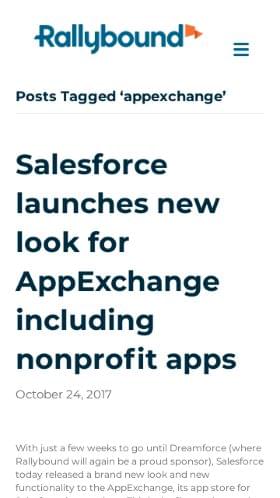 Rallybound
Posts Tagged ‘appexchange’
Salesforce
launches new
look for
AppExchange
including
nonprofit apps
October 24, 2017
With just a few weeks to go until Dreamforce (where
Rallybound will again be a proud sponsor), Salesforce
today released a brand new look and new
functionality to the AppExchange, its app store for